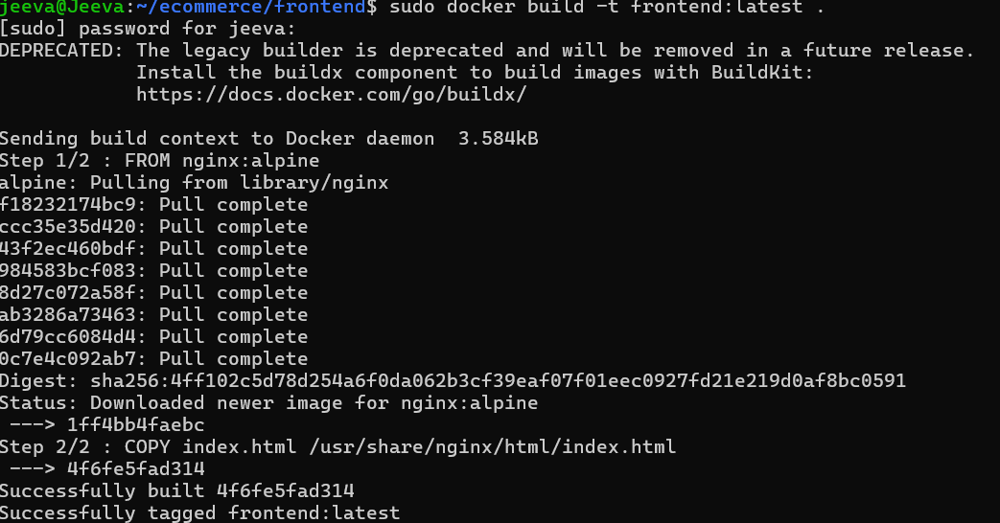 jeeva@Jeeva:~/ecommerce/frontend$ sudo docker build -t frontend:latest .
[sudo] password for jeeva:
DEPRECATED: The legacy builder is deprecated and will be removed in a future release.
            Install the buildx component to build images with BuildKit:
            https://docs.docker.com/go/buildx/

Sending build context to Docker daemon  3.584kB
Step 1/2 : FROM nginx:alpine
alpine: Pulling from library/nginx
f18232174bc9: Pull complete
ccc35e35d420: Pull complete
43f2ec460bdf: Pull complete
984583bcf083: Pull complete
8d27c072a58f: Pull complete
ab3286a73463: Pull complete
6d79cc6084d4: Pull complete
0c7e4c092ab7: Pull complete
Digest: sha256:4ff102c5d78d254a6f0da062b3cf39eaf07f01eec0927fd21e219d0af8bc0591
Status: Downloaded newer image for nginx:alpine
 ---> 1ff4bb4faebc
Step 2/2 : COPY index.html /usr/share/nginx/html/index.html
 ---> 4f6fe5fad314
Successfully built 4f6fe5fad314
Successfully tagged frontend:latest